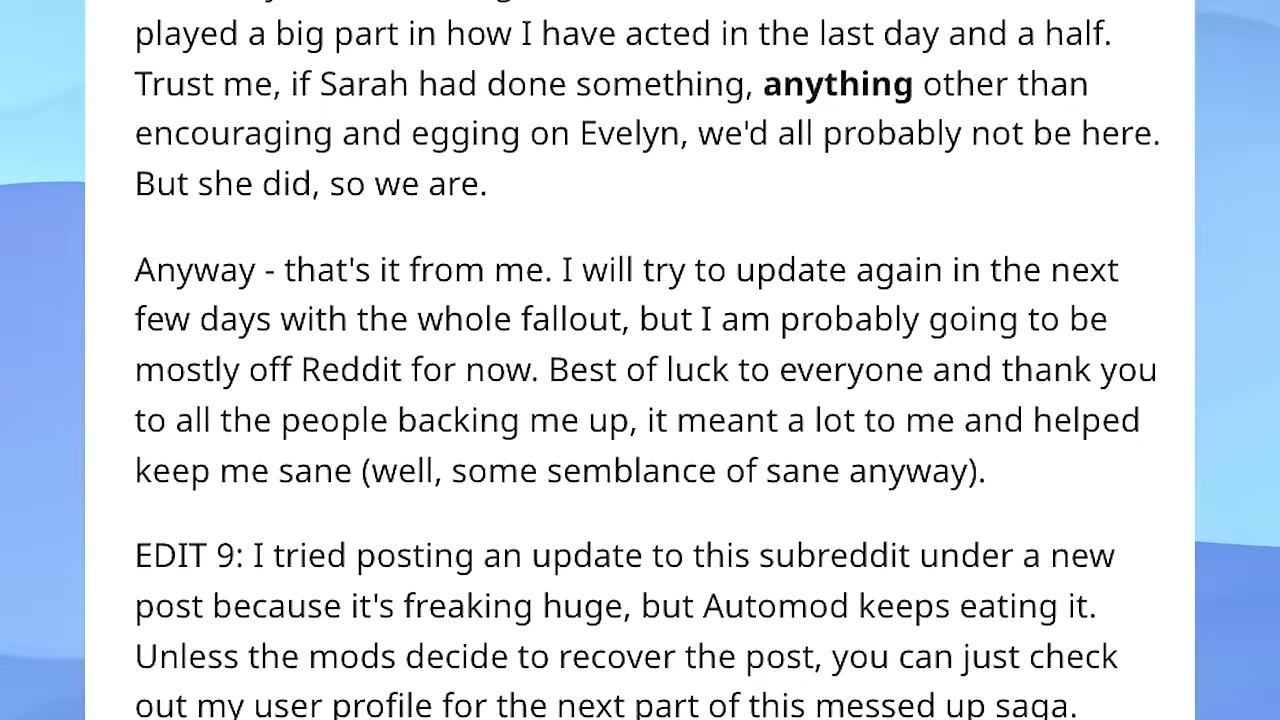 played a big part in how I have acted in the last day and a half.
Trust me, if Sarah had done something, anything other than
encouraging and egging on Evelyn, we'd all probably not be here.
But she did, so we are.
Anyway - that's it from me. I will try to update again in the next
few days with the whole fallout, but I am probably going to be
mostly off Reddit for now. Best of luck to everyone and thank you
to all the people backing me up, it meant a lot to me and helped
keep me sane (well, some semblance of sane anyway).
EDIT 9: I tried posting an update to this subreddit under a new
post because it's freaking huge, but Automod keeps eating it.
Unless the mods decide to recover the post, you can just check
out my user profile for the next part of this messed up saga.